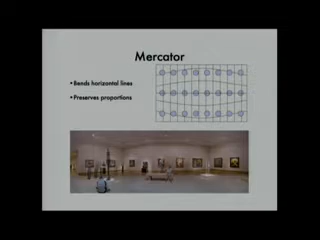 Mercator
•Bends horizontal lines
•Preserves proportions